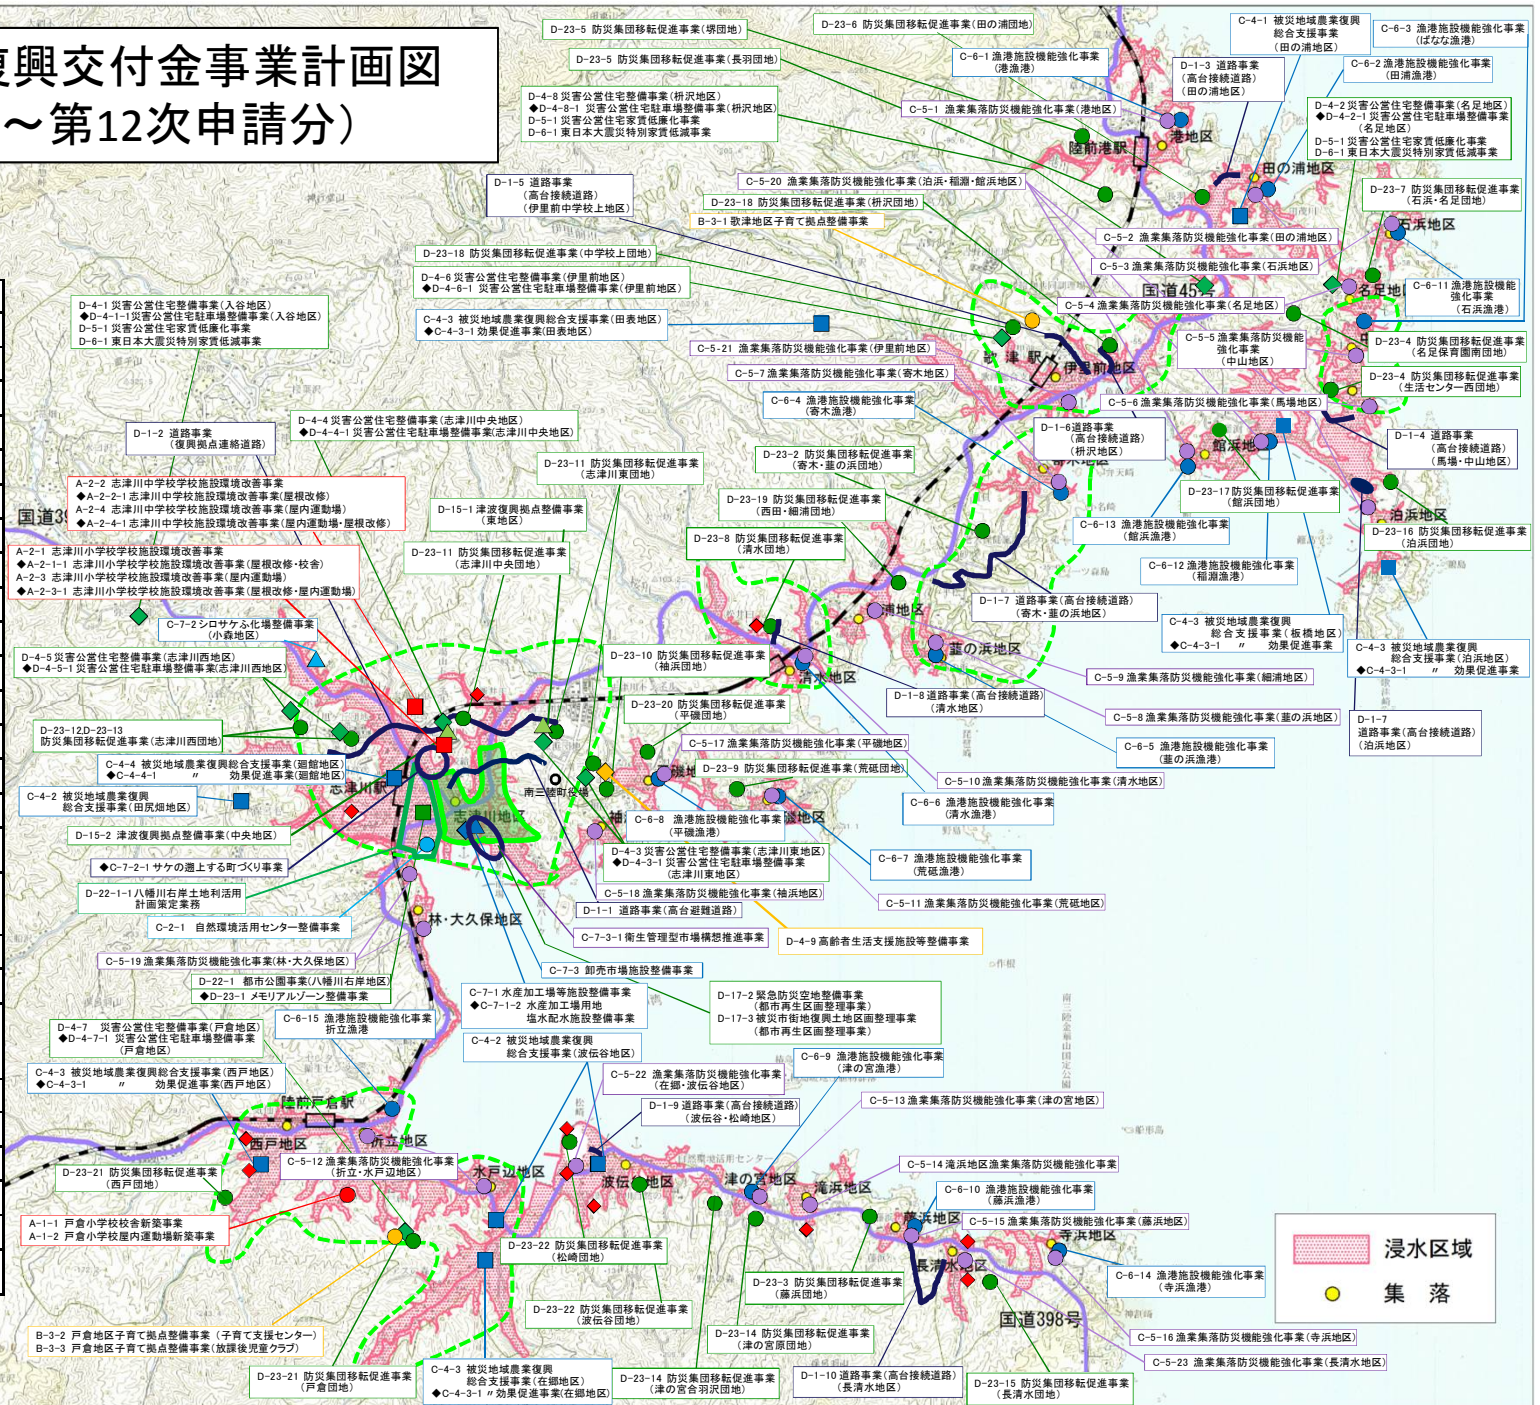 復興交付金事業計画図
～第12次申請分）
D-23-5 防災集団移転促進事業(堺団地)
D-23-5 防災集団移転促進事業(長羽団地)
D-4-8 災害公営住宅整備事業(枡沢地区)
◆D-4-8-1 災害公営住宅駐車場整備事業(枡沢地区)
D-5-1 災害公営住宅家賃低廉化事業
D-6-1 東日本大震災特別家賃低減事業
D-23-6 防災集団移転促進事業(田の浦団地)
C-6-1 漁港施設機能強化事業
(港漁港)
C-5-1 漁業集落防災機能強化事業(港地区)
C-4-1 被災地域農業復興
総合支援事業
(田の浦地区)
D-1-3 道路事業
(高台接続道路)
(田の浦地区)
C-6-3 漁港施設機能強化事業
(ばなな漁港)
C-6-2 漁港施設機能強化事業
(田浦漁港)
D-4-2 災害公営住宅整備事業(名足地区)
◆D-4-2-1 災害公営住宅駐車場整備事業
(名足地区)
D-5-1 災害公営住宅家賃低廉化事業
D-6-1 東日本大震災特別家賃低減事業
陸前港駅
港地区
田の浦地区
D-1-5 道路事業
(高台接続道路)
(伊里前中学校上地区)
C-5-20 漁業集落防災機能強化事業(泊浜・稲淵・館浜地区)
D-23-18 防災集団移転促進事業(枡沢団地)
B-3-1 歌津地区子育て拠点整備事業
D-23-7 防災集団移転促進事業
(石浜・名足団地)
石浜地区
C-5-2 漁業集落防災機能強化事業(田の浦地区)
C-5-3 漁業集落防災機能強化事業(石浜地区)
国道45号
C-5-4 漁業集落防災機能強化事業(名足地区)
名足地区
C-6-11 漁港施設機能
強化事業
(石浜漁港)
D-23-18 防災集団移転促進事業(中学校上団地)
D-4-6 災害公営住宅整備事業(伊里前地区)
◆D-4-6-1 災害公営住宅駐車場整備事業(伊里前地区)
C-4-3 被災地域農業復興総合支援事業(田表地区)
◆C-4-3-1 効果促進事業(田表地区)
D-4-1 災害公営住宅整備事業(入谷地区)
◆D-4-1-1災害公営住宅駐車場整備事業(入谷地区)
D-5-1 災害公営住宅家賃低廉化事業
D-6-1 東日本大震災特別家賃低減事業
C-5-21 漁業集落防災機能強化事業(伊里前地区)
歌津駅
伊里前地区
C-5-7 漁業集落防災機能強化事業(寄木地区)
C-5-5 漁業集落防災機能
強化事業
(中山地区)
D-23-4 防災集団移転促進事業
(名足保育園南団地)
D-23-4 防災集団移転促進事業
(生活センター西団地)
C-6-4 漁港施設機能強化事業
(寄木漁港)
C-5-6 漁業集落防災機能強化事業(馬場地区)
D-1-6道路事業
(高台接続道路)
(枡沢地区)
館浜地区
D-1-4 道路事業
(高台接続道路)
(馬場・中山地区)
D-4-4 災害公営住宅整備事業(志津川中央地区)
◆D-4-4-1 災害公営住宅駐車場整備事業(志津川中央地区)
D-1-2 道路事業
(復興拠点連絡道路)
D-23-2 防災集団移転促進事業
(寄木・韮の浜団地)
寄木地区
D-23-11 防災集団移転促進事業
(志津川東団地)
A-2-2 志津川中学校学校施設環境改善事業
◆A-2-2-1 志津川中学校施設環境改善事業(屋根改修)
A-2-4 志津川中学校学校施設環境改善事業(屋内運動場)
◆A-2-4-1 志津川中学校施設環境改善事業(屋内運動場・屋根改修)
D-15-1 津波復興拠点整備事業
(東地区)
D-23-19 防災集団移転促進事業
(西田・細浦団地)
D-23-17防災集団移転促進事業
(館浜団地)
泊浜地区
D-23-16 防災集団移転促進事業
(泊浜団地)
C-6-13 漁港施設機能強化事業
(館浜漁港)
C-6-12 漁港施設機能強化事業
(稲淵漁港)
D-23-8 防災集団移転促進事業
(清水団地)
D-23-11 防災集団移転促進事業
(志津川中央団地)
A-2-1 志津川小学校学校施設環境改善事業
◆A-2-1-1 志津川小学校学校施設環境改善事業(屋根改修・校舎)
A-2-3 志津川小学校学校施設環境改善事業(屋内運動場)
◆A-2-3-1 志津川小学校学校施設環境改善事業(屋根改修・屋内運動場)
D-1-7 道路事業(高台接続道路)
(寄木・韮の浜地区)
C-4-3 被災地域農業復興
総合支援事業(板橋地区)
◆C-4-3-1 〃 効果促進事業
C-4-3 被災地域農業復興
総合支援事業(泊浜地区)
◆C-4-3-1 〃 効果促進事業
C-7-2シロサケふ化場整備事業
(小森地区)
浦地区
韮の浜地区
D-4-5災害公営住宅整備事業(志津川西地区)
◆D-4-5-1災害公営住宅駐車場整備事業(志津川西地区)
D-23-10 防災集団移転促進事業
(袖浜団地)
清水地区
C-5-9 漁業集落防災機能強化事業(細浦地区)
D-1-8道路事業(高台接続道路)
(清水地区)
C-5-8 漁業集落防災機能強化事業(韮の浜地区)
D-1-7
道路事業(高台接続道路)
(泊浜地区)
D-23-20 防災集団移転促進事業
(平磯団地)
D-23-12,D-23-13
防災集団移転促進事業(志津川西団地)
C-5-17 漁業集落防災機能強化事業(平磯地区)
C-6-5 漁港施設機能強化事業
(韮の浜漁港)
C-4-4 被災地域農業復興総合支援事業(廻館地区)
◆C-4-4-1 〃 効果促進事業(廻館地区)
D-23-9 防災集団移転促進事業(荒砥団地)
C-5-10漁業集落防災機能強化事業(清水地区)
志津川駅
南三陸町役場
C-4-2 被災地域農業復興
総合支援事業(田尻畑地区)
志津川地区
C-6-6 漁港施設機能強化事業
(清水漁港)
C-6-8 漁港施設機能強化事業
(平磯漁港)
D-15-2 津波復興拠点整備事業(中央地区)
D-4-3 災害公営住宅整備事業(志津川東地区)
◆D-4-3-1 災害公営住宅駐車場整備事業
(志津川東地区)
C-6-7 漁港施設機能強化事業
(荒砥漁港)
◆C-7-2-1 サケの遡上する町づくり事業
D-22-1-1八幡川右岸土地利活用
計画策定業務
C-5-18 漁業集落防災機能強化事業(袖浜地区)
C-5-11 漁業集落防災機能強化事業(荒砥地区)
D-1-1 道路事業(高台避難道路)
林・大久保地区
C-2-1 自然環境活用センター整備事業
C-7-3-1衛生管理型市場構想推進事業
D-4-9 高齢者生活支援施設等整備事業
C-5-19漁業集落防災機能強化事業(林・大久保地区)
C-7-3 卸売市場施設整備事業
D-22-1 都市公園事業(八幡川右岸地区)
◆D-23-1 メモリアルゾーン整備事業
C-7-1 水産加工場等施設整備事業
◆C-7-1-2 水産加工場用地
塩水配水施設整備事業
D-17-2 緊急防災空地整備事業
(都市再生区画整理事業)
D-17-3 被災市街地復興土地区画整理事業
(都市再生区画整理事業)
C-6-15 漁港施設機能強化事業
折立漁港
D-4-7 災害公営住宅整備事業(戸倉地区)
◆D-4-7-1 災害公営住宅駐車場整備事業
(戸倉地区)
C-4-2 被災地域農業復興
総合支援事業(波伝谷地区)
C-6-9 漁港施設機能強化事業
(津の宮漁港)
C-4-3 被災地域農業復興総合支援事業(西戸地区)
◆C-4-3-1 〃 効果促進事業(西戸地区)
C-5-22 漁業集落防災機能強化事業
(在郷・波伝谷地区)
陸前戸倉駅
D-1-9 道路事業(高台接続道路)
(波伝谷・松崎地区)
C-5-13 漁業集落防災機能強化事業(津の宮地区)
西戸地区
折立地区
C-5-12 漁業集落防災機能強化事業
(折立・水戸辺地区)
C-5-14 滝浜地区漁業集落防災機能強化事業
D-23-21 防災集団移転促進事業
(西戸団地)
水戸辺地区
波伝谷地区
津の宮地区
滝浜地区
C-6-10 漁港施設機能強化事業
(藤浜漁港)
A-1-1 戸倉小学校校舎新築事業
A-1-2 戸倉小学校屋内運動場新築事業
藤浜地区
C-5-15 漁業集落防災機能強化事業(藤浜地区)
寺浜地区
浸水区域
D-23-22 防災集団移転促進事業
(松崎団地)
長清水地区
D-23-3 防災集団移転促進事業
(藤浜団地)
C-6-14 漁港施設機能強化事業
(寺浜漁港)
集 落
D-23-22 防災集団移転促進事業
(波伝谷団地)
国道398号
B-3-2 戸倉地区子育て拠点整備事業 (子育て支援センター)
B-3-3 戸倉地区子育て拠点整備事業(放課後児童クラブ)
D-23-14 防災集団移転促進事業
(津の宮原団地)
C-5-16 漁業集落防災機能強化事業(寺浜地区)
C-5-23 漁業集落防災機能強化事業(長清水地区)
D-23-21 防災集団移転促進事業
(戸倉団地)
C-4-3 被災地域農業復興
総合支援事業(在郷地区)
◆C-4-3-1 〃 効果促進事業(在郷地区)
D-23-14 防災集団移転促進事業
(津の宮合羽沢団地)
D-1-10 道路事業(高台接続道路)
(長清水地区)
D-23-15 防災集団移転促進事業
(長清水団地)